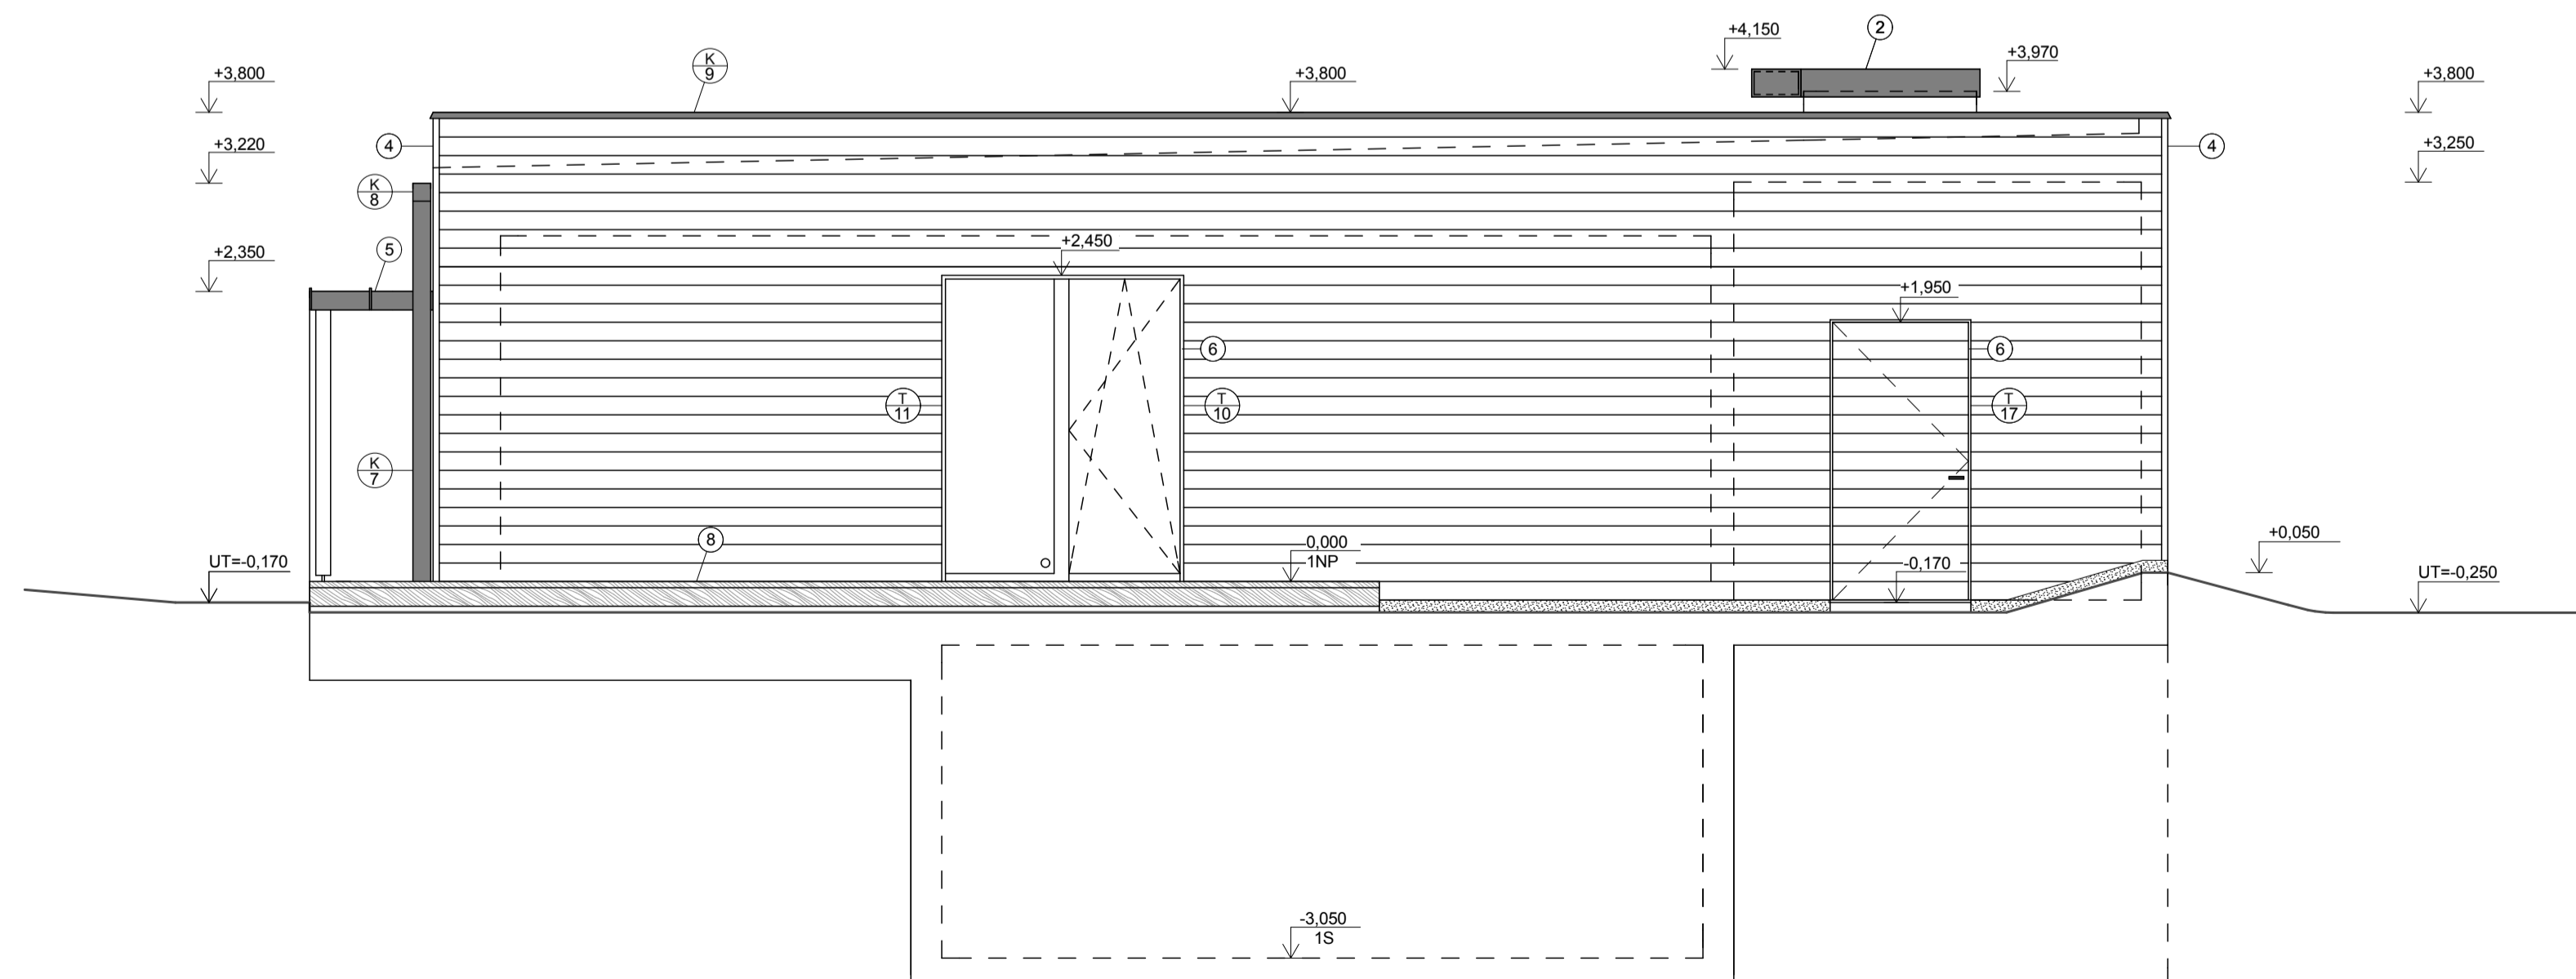 +4,150
2
+3,970
+3,800
K
9
+3,800
+3,800
+3,220
4
4
+3,250
K
8
+2,350
5
+2,450
+1,950
6
6
T
11
T
10
T
17
K
7
8
0,000
1NP
+0,050
UT=-0,170
-0,170
UT=-0,250
-3,050
1S